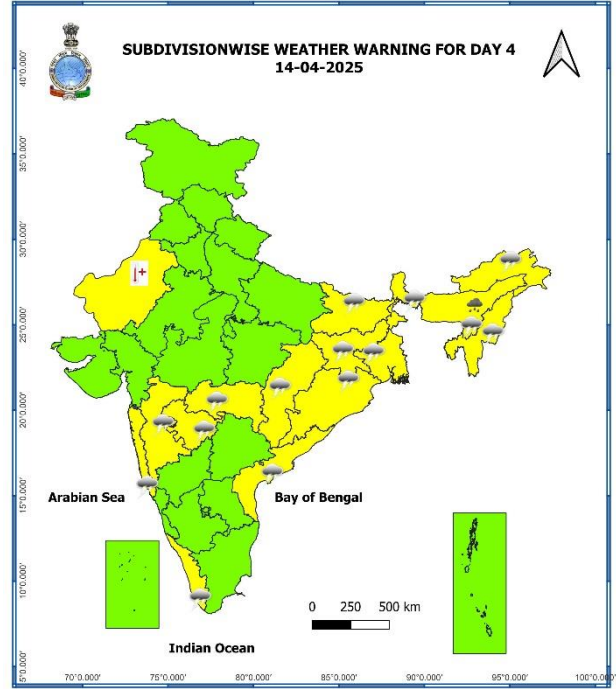 SUBDIVISIONWISE WEATHER WARNING FOR DAY 4
14-04-2025
40°0.000'
35°0.000'
30°0.000'
25°0.000'
20°0.000'
15°0.000'
10°0.000'
5°0.000'
Arabian Sea
Bay of Bengal
0 250 500 km
Indian Ocean
70°0.000' 75°0.000' 80°0.000' 85°0.000' 90°0.000' 95°0.000' 100°0.000'